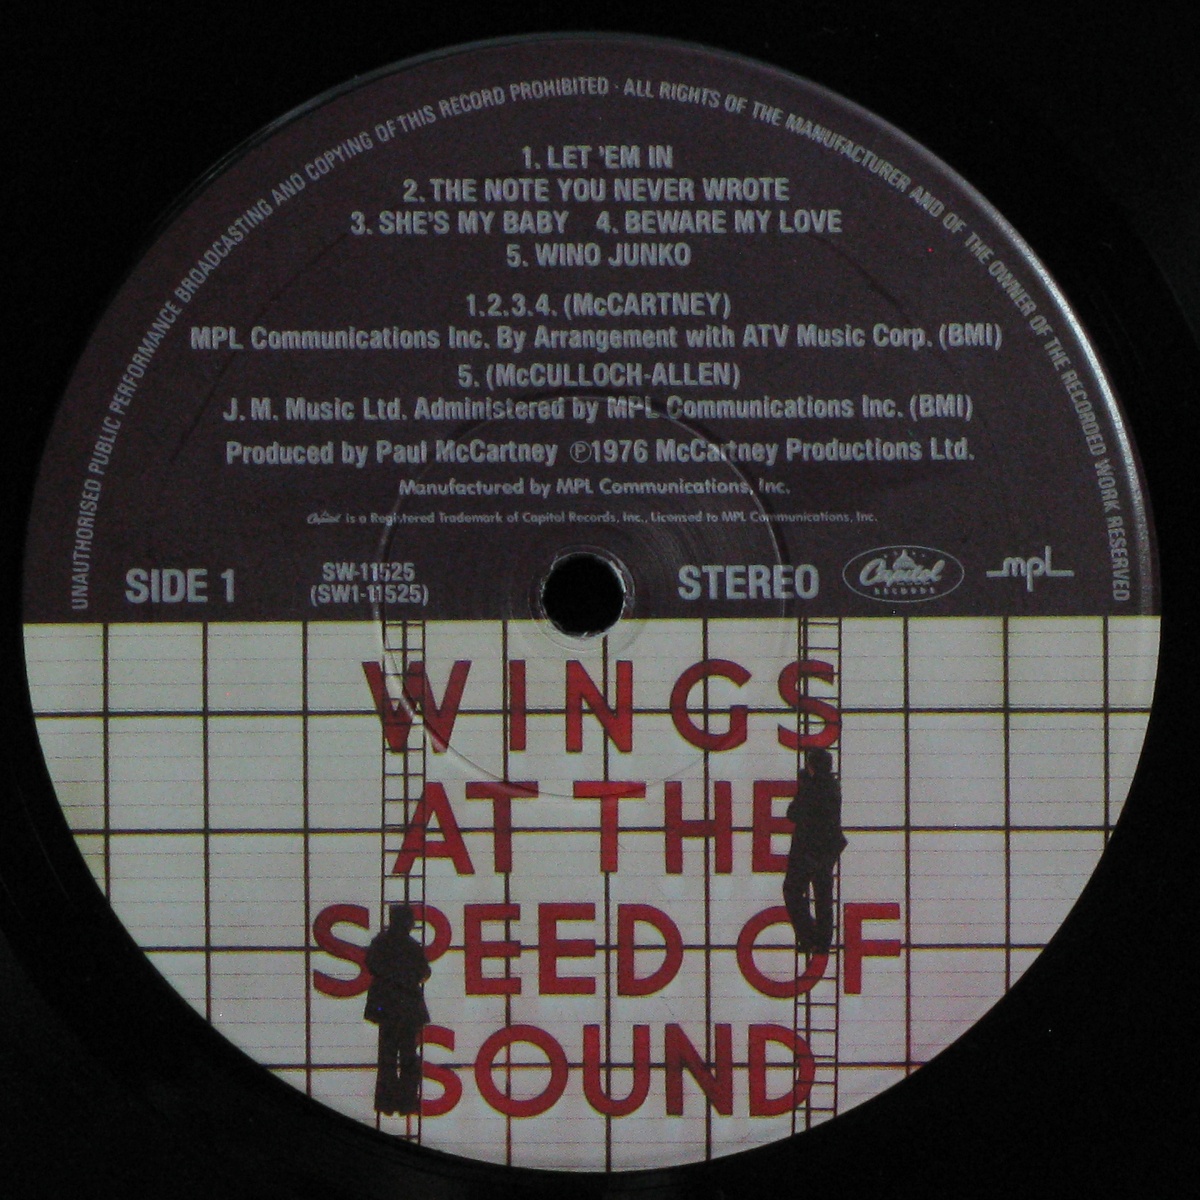 UNAUTHORISED PUBLIC PERFORMANCE BROADCASTING AND COPYING OF THIS RECORD PROHIBITED · ALL RIGHTS OF THE MANUFACTURER AND OF THE OWNER OF THE RECORDED WORK RESERVED
1. LET 'EM IN
2. THE NOTE YOU NEVER WROTE
3. SHE'S MY BABY 4. BEWARE MY LOVE
5. WINO JUNKO
1.2.3.4. (McCARTNEY)
MPL Communications Inc. By Arrangement with ATV Music Corp. (BMI)
5. (McCULLOCH-ALLEN)
J. M. Music Ltd. Administered by MPL Communications Inc. (BMI)
Produced by Paul McCartney ℗1976 McCartney Productions Ltd.
Manufactured by MPL Communications, Inc.
Capitol is a Registered Trademark of Capitol Records, Inc., Licensed to MPL Communications, Inc.
SIDE 1 SW-11525 STEREO Capitol mpl
(SW1-11525) RECORDS
WINGS
AT THE
SPEED OF
SOUND